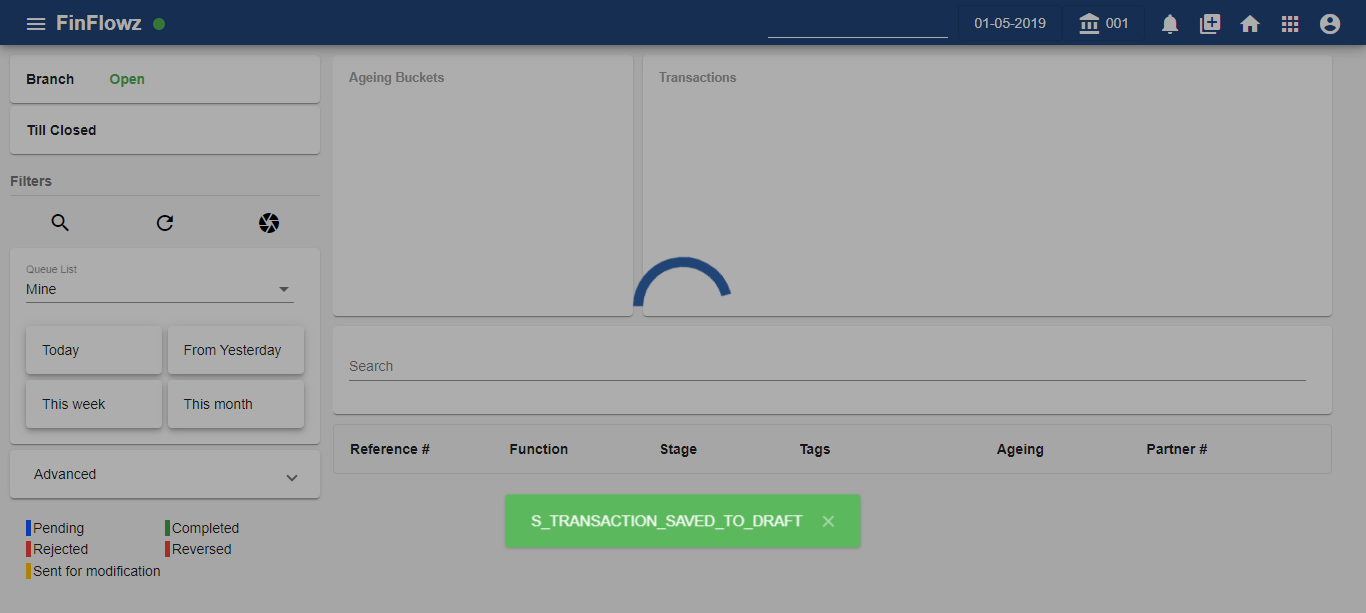 FinFlowz
01-05-2019
001
Branch Open
Till Closed
Filters
Queue List
Mine
Today From Yesterday
This week This month
Advanced
Pending Completed
Rejected Reversed
Sent for modification
Ageing Buckets
Transactions
Search
Reference # Function Stage Tags Ageing Partner #
S_TRANSACTION_SAVED_TO_DRAFT